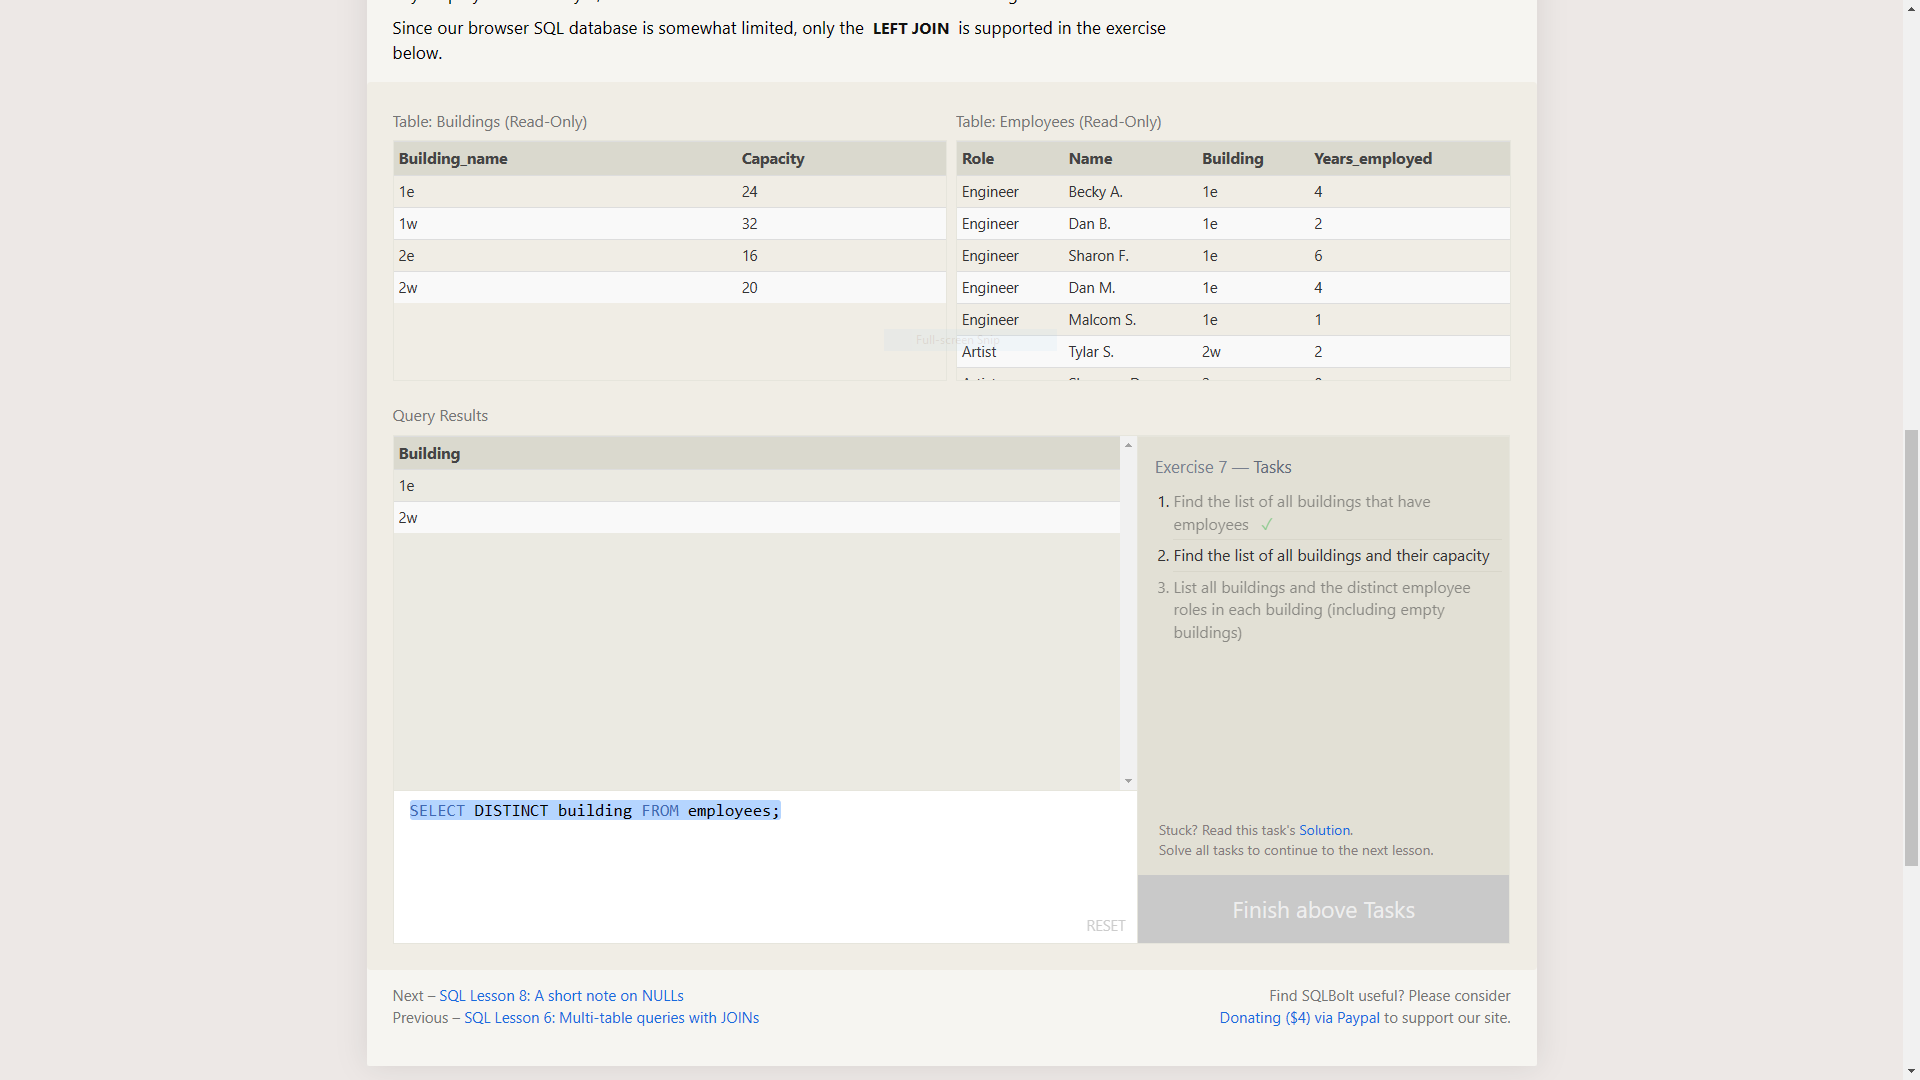 Since our browser SQL database is somewhat limited, only the LEFT JOIN is supported in the exercise
below.
Table: Buildings (Read-Only)
Building_name Capacity
1e 24
1w 32
2e 16
2w 20
Table: Employees (Read-Only)
Role Name Building Years_employed
Engineer Becky A. 1e 4
Engineer Dan B. 1e 2
Engineer Sharon F. 1e 6
Engineer Dan M. 1e 4
Engineer Malcom S. 1e 1
Full-screen Snip
Artist Tylar S. 2w 2
Query Results
Building
1e
2w
SELECT DISTINCT building FROM employees;
RESET
Exercise 7 — Tasks
1. Find the list of all buildings that have
employees ✓
2. Find the list of all buildings and their capacity
3. List all buildings and the distinct employee
roles in each building (including empty
buildings)
Stuck? Read this task's Solution.
Solve all tasks to continue to the next lesson.
Finish above Tasks
Next – SQL Lesson 8: A short note on NULLs
Previous – SQL Lesson 6: Multi-table queries with JOINs
Find SQLBolt useful? Please consider
Donating ($4) via Paypal to support our site.